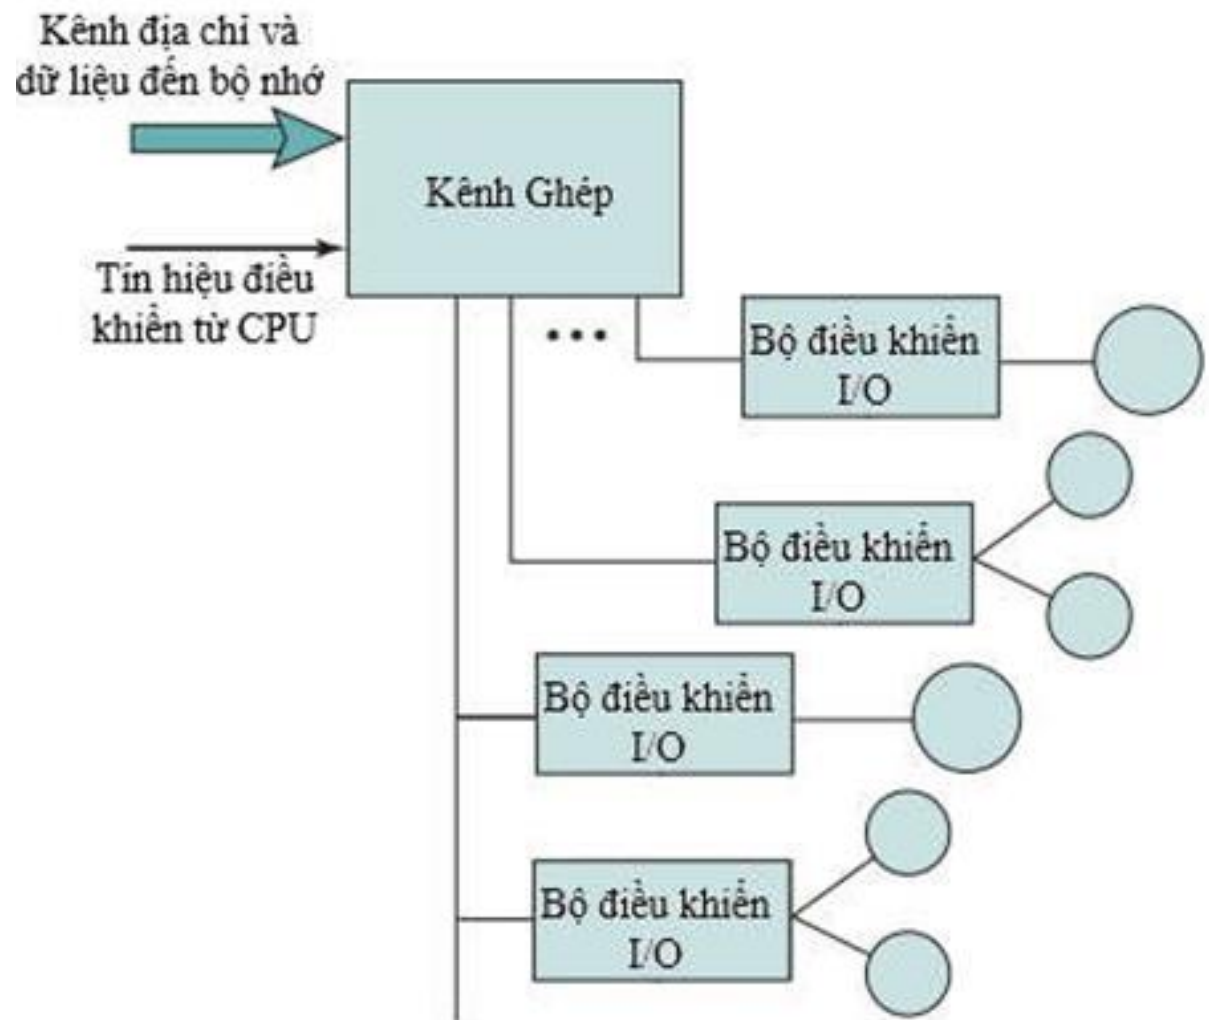 Kênh địa chỉ và
dữ liệu đến bộ nhớ
Kênh Ghép
Tín hiệu điều
khiển từ CPU
•••
Bộ điều khiển
I/O
Bộ điều khiển
I/O
Bộ điều khiển
I/O
Bộ điều khiển
I/O